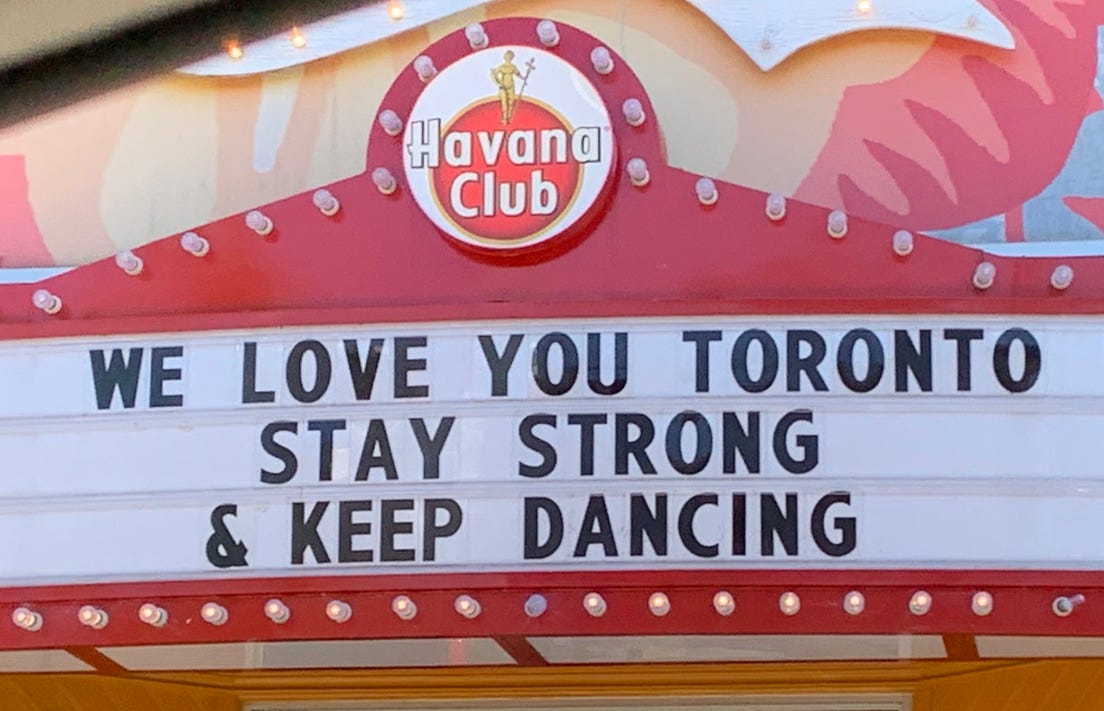 Havana
Club
WE LOVE YOU TORONTO
STAY STRONG
& KEEP DANCING